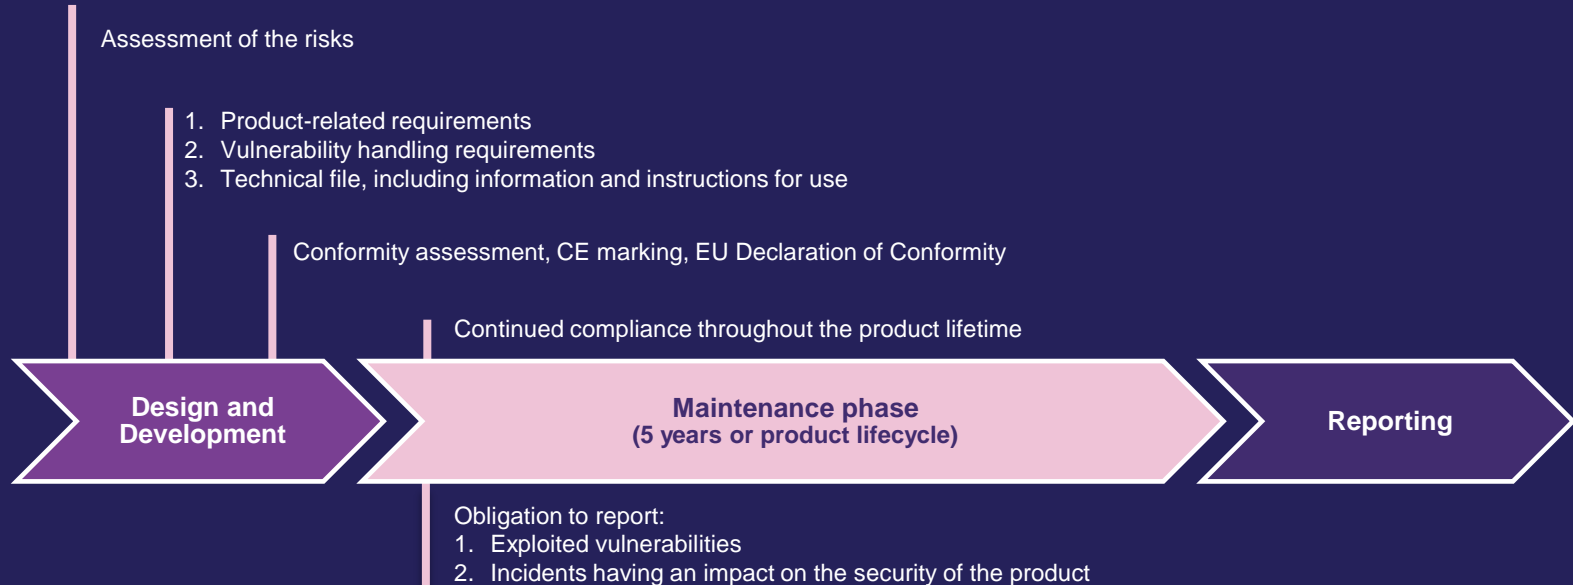 Assessment of the risks
1. Product-related requirements
2. Vulnerability handling requirements
3. Technical file, including information and instructions for use
Conformity assessment, CE marking, EU Declaration of Conformity
Continued compliance throughout the product lifetime
Design and
Development
Maintenance phase
(5 years or product lifecycle)
Reporting
Obligation to report:
1. Exploited vulnerabilities
2. Incidents having an impact on the security of the product